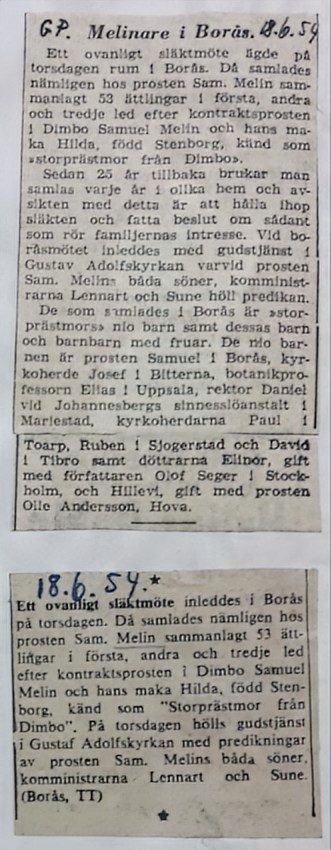 G.P. Melinare i Borås. 18.6.54
Ett ovanligt släktmöte ägde på
torsdagen rum i Borås. Då samlades
nämligen hos prosten Sam. Melin sam-
manlagt 53 ättlingar i första, andra
och tredje led efter kontraktsprosten
i Dimbo Samuel Melin och hans ma-
ka Hilda, född Stenborg, känd som
»storprästmor från Dimbo».
Sedan 25 år tillbaka brukar man
samlas varje år i olika hem och av-
sikten med detta är att hålla ihop
släkten och fatta beslut om sådant
som rör familjernas intresse. Vid bo-
råsmötet inleddes med gudstjänst i
Gustav Adolfskyrkan varvid prosten
Sam. Melins båda söner, komminist-
rarna Lennart och Sune höll predikan.
De som samlades i Borås är »stor-
prästmors» nio barn samt dessas barn
och barnbarn med fruar. De nio bar-
nen är prosten Samuel i Borås, kyr-
koherde Josef i Bitterna, botanikpro-
fessorn Elias i Uppsala, rektor Daniel
vid Johannesbergs sinnesslöanstalt i
Mariestad, kyrkoherdarna Paul i
Toarp, Ruben i Sjogerstad och David
i Tibro samt döttrarna Elinor, gift
med författaren Olof Seger i Stock-
holm, och Hillevi, gift med prosten
Olle Andersson, Hova.
18.6.54.*
Ett ovanligt släktmöte inleddes i Borås
på torsdagen. Då samlades nämligen hos
prosten Sam. Melin sammanlagt 53 ätt-
lingar i första, andra och tredje led
efter kontraktsprosten i Dimbo Samuel
Melin och hans maka Hilda, född Sten-
borg, känd som "Storprästmor från
Dimbo". På torsdagen hölls gudstjänst
i Gustaf Adolfskyrkan med predikningar
av prosten Sam. Melins båda söner,
komministrarna Lennart och Sune.
(Borås, TT)
*